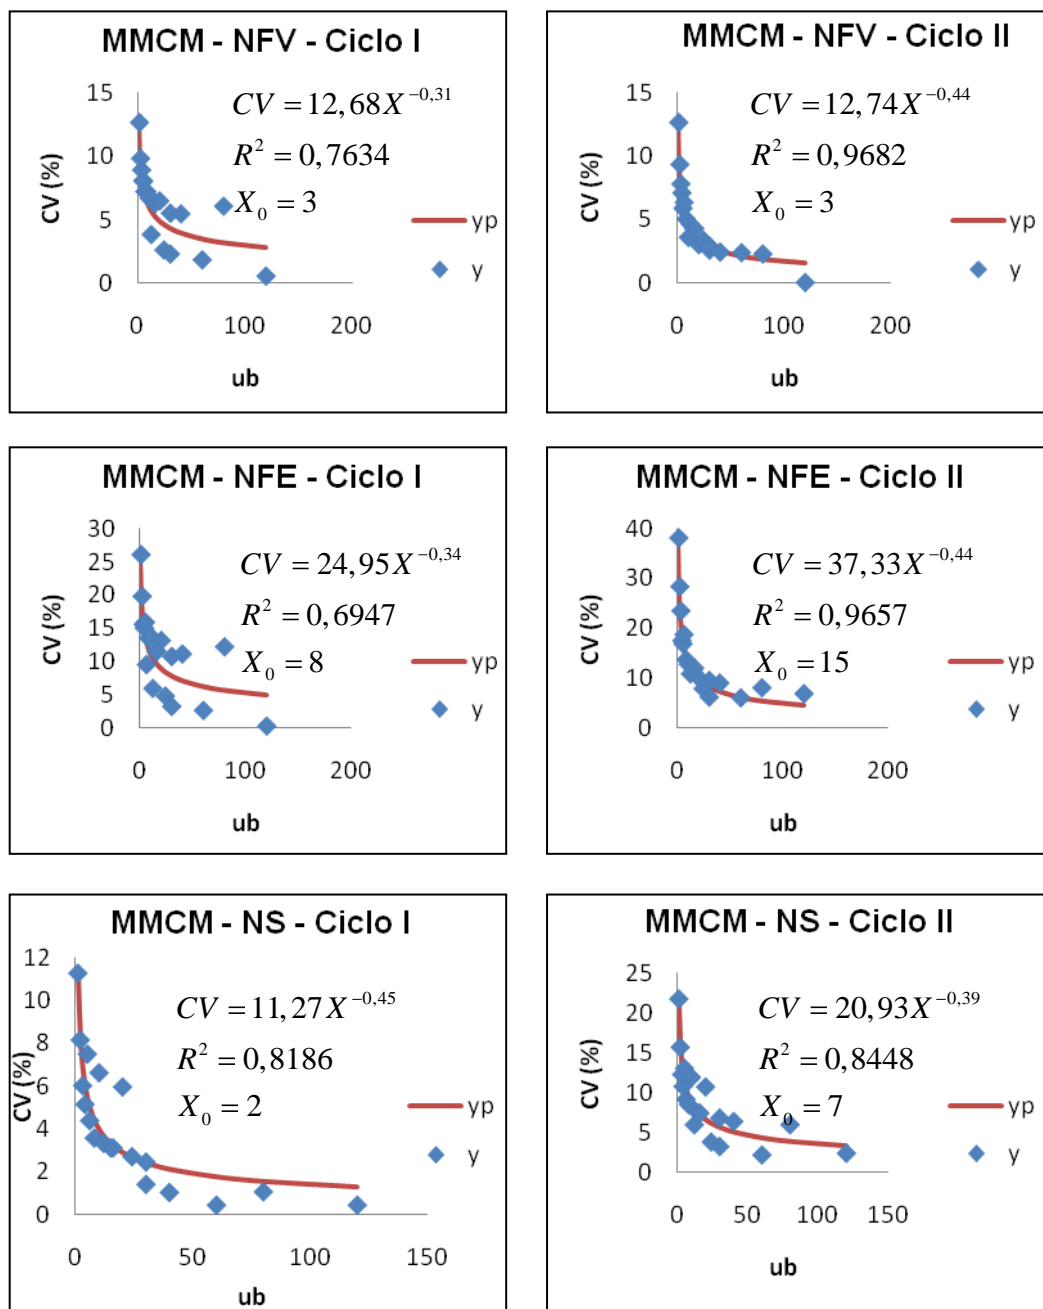 MMCM - NFV - Ciclo I
CV (%)
15
10
5
0
CV = 12,68X^{-0,31}
R² = 0,7634
X₀ = 3
yp
y
0 100 200
ub
MMCM - NFV - Ciclo II
CV (%)
15
10
5
0
CV = 12,74X^{-0,44}
R² = 0,9682
X₀ = 3
yp
y
0 100 200
ub
MMCM - NFE - Ciclo I
CV (%)
30
25
20
15
10
5
0
CV = 24,95X^{-0,34}
R² = 0,6947
X₀ = 8
yp
y
0 100 200
ub
MMCM - NFE - Ciclo II
CV (%)
40
30
20
10
0
CV = 37,33X^{-0,44}
R² = 0,9657
X₀ = 15
yp
y
0 100 200
ub
MMCM - NS - Ciclo I
CV (%)
12
10
8
6
4
2
0
CV = 11,27X^{-0,45}
R² = 0,8186
X₀ = 2
yp
y
0 50 100 150
ub
MMCM - NS - Ciclo II
CV (%)
25
20
15
10
5
0
CV = 20,93X^{-0,39}
R² = 0,8448
X₀ = 7
yp
y
0 50 100 150
ub